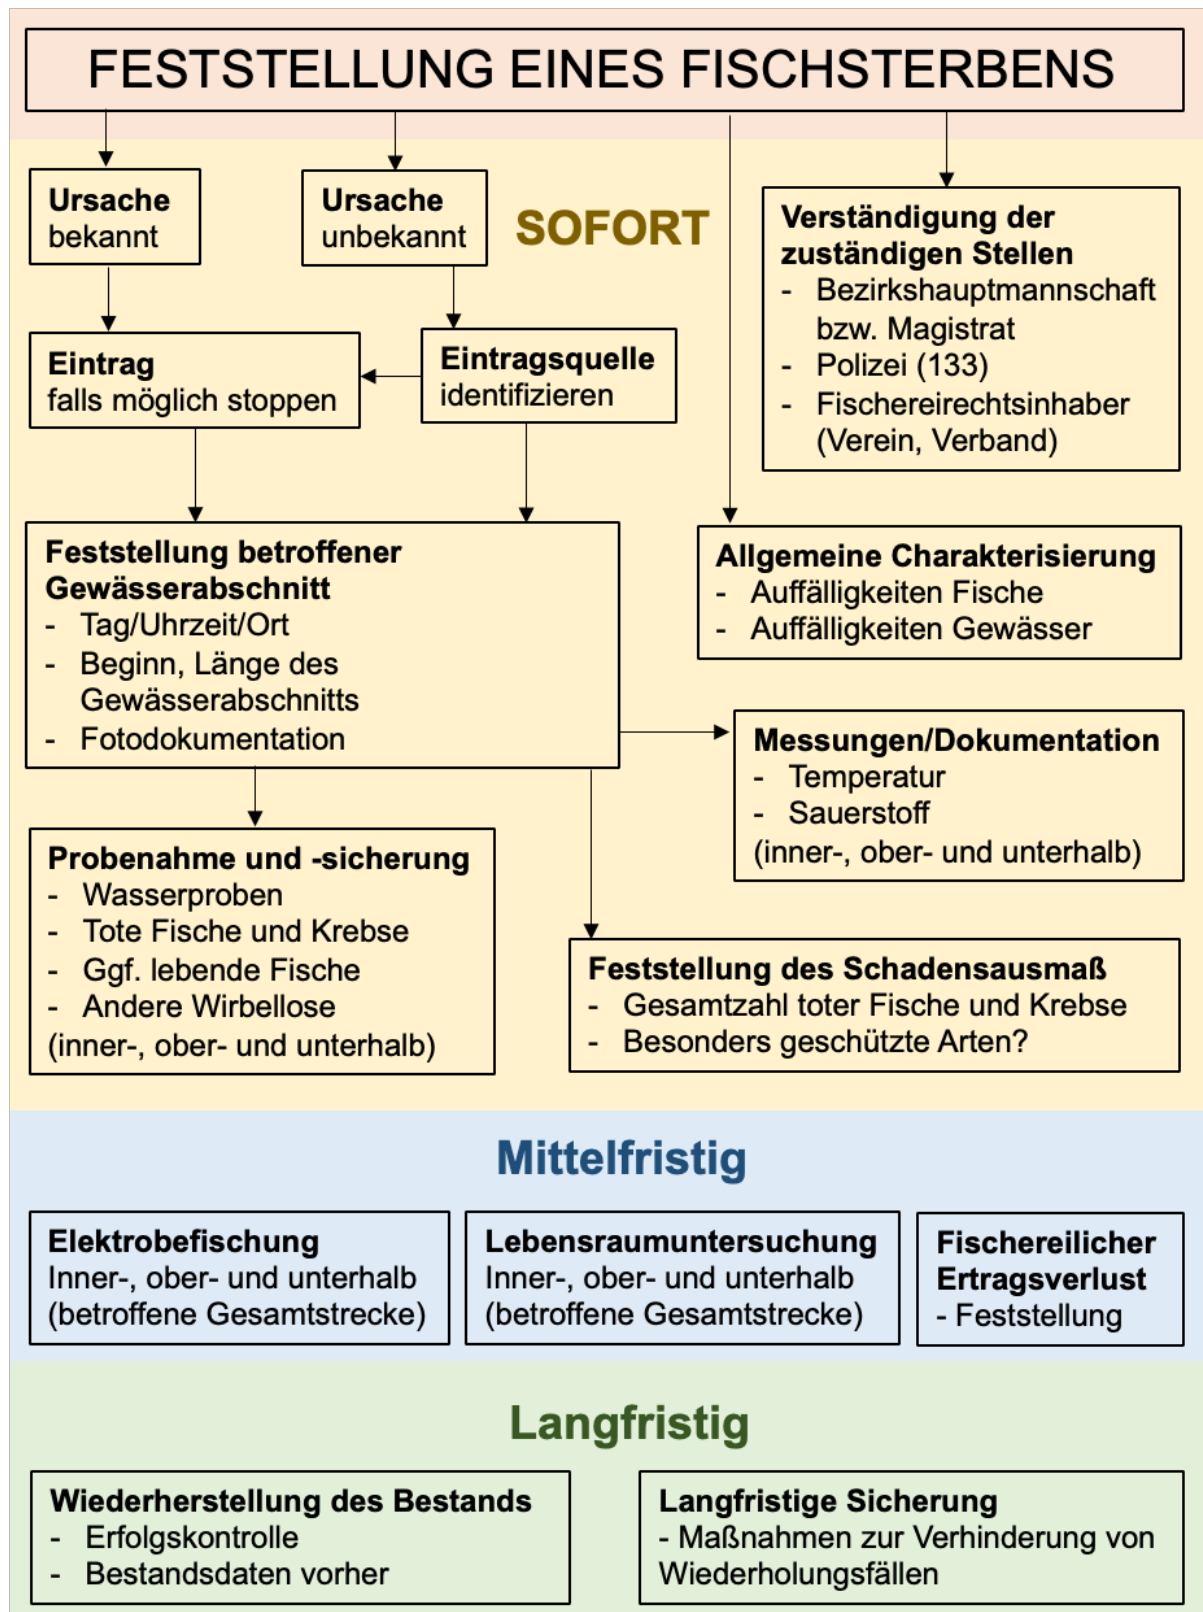 FESTSTELLUNG EINES FISCHSTERBENS
Ursache
bekannt
Ursache
unbekannt
SOFORT
Verständigung der
zuständigen Stellen
- Bezirkshauptmannschaft
bzw. Magistrat
- Polizei (133)
- Fischereirechtsinhaber
(Verein, Verband)
Eintrag
falls möglich stoppen
Eintragsquelle
identifizieren
Feststellung betroffener
Gewässerabschnitt
- Tag/Uhrzeit/Ort
- Beginn, Länge des
Gewässerabschnitts
- Fotodokumentation
Allgemeine Charakterisierung
- Auffälligkeiten Fische
- Auffälligkeiten Gewässer
Messungen/Dokumentation
- Temperatur
- Sauerstoff
(inner-, ober- und unterhalb)
Probenahme und -sicherung
- Wasserproben
- Tote Fische und Krebse
- Ggf. lebende Fische
- Andere Wirbellose
(inner-, ober- und unterhalb)
Feststellung des Schadensausmaß
- Gesamtzahl toter Fische und Krebse
- Besonders geschützte Arten?
Mittelfristig
Elektrobefischung
Inner-, ober- und unterhalb
(betroffene Gesamtstrecke)
Lebensraumuntersuchung
Inner-, ober- und unterhalb
(betroffene Gesamtstrecke)
Fischereilicher
Ertragsverlust
- Feststellung
Langfristig
Wiederherstellung des Bestands
- Erfolgskontrolle
- Bestandsdaten vorher
Langfristige Sicherung
- Maßnahmen zur Verhinderung von
Wiederholungsfällen